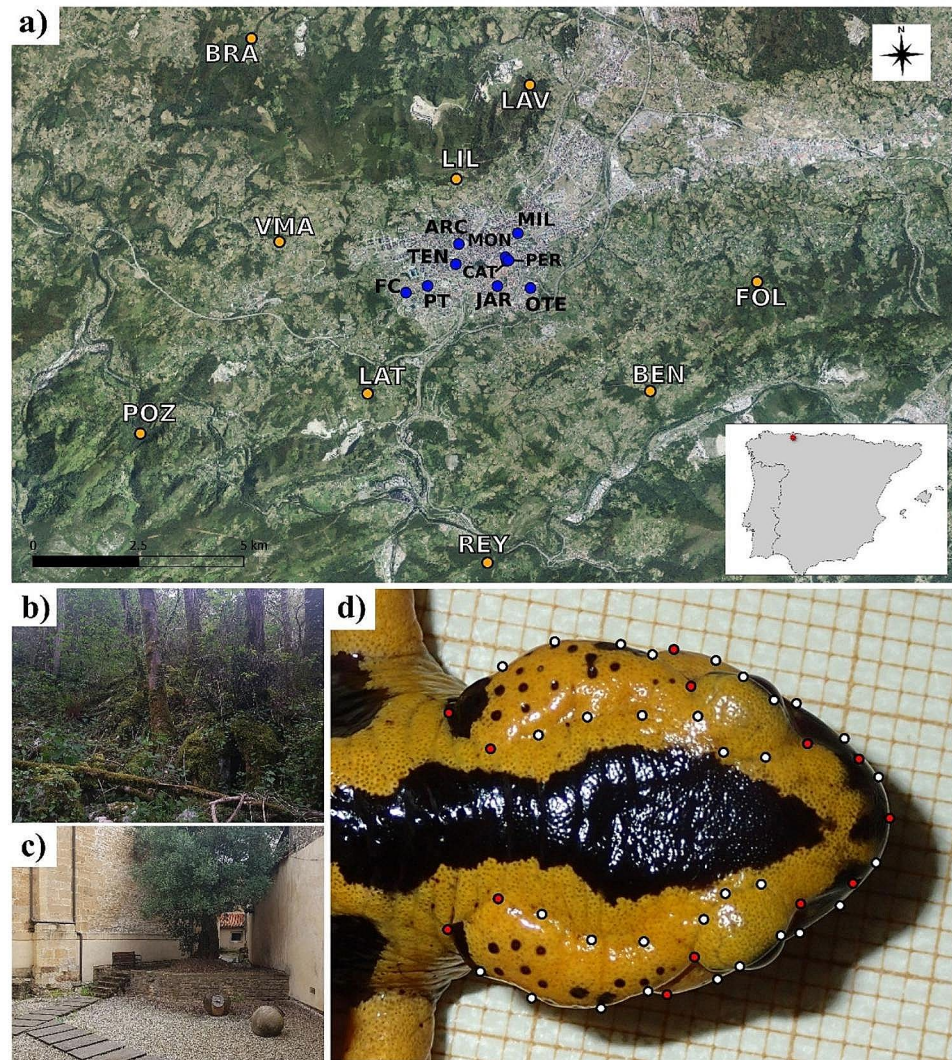 a)
N
BRA
LAV
LIL
VMA
ARC
MON
MIL
TEN
CAT
PER
FC
PT
JAR
OTE
FOL
LAT
BEN
POZ
REY
0 2.5 5 km
b)
c)
d)